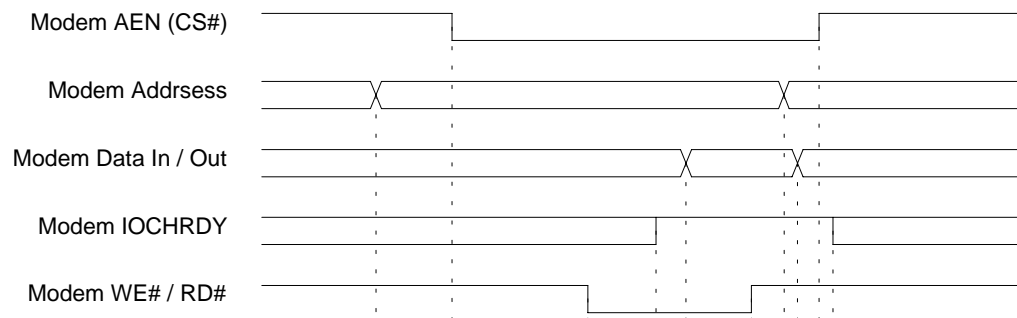 Modem AEN (CS#)
Modem Addrsess
Modem Data In / Out
Modem IOCHRDY
Modem WE# / RD#